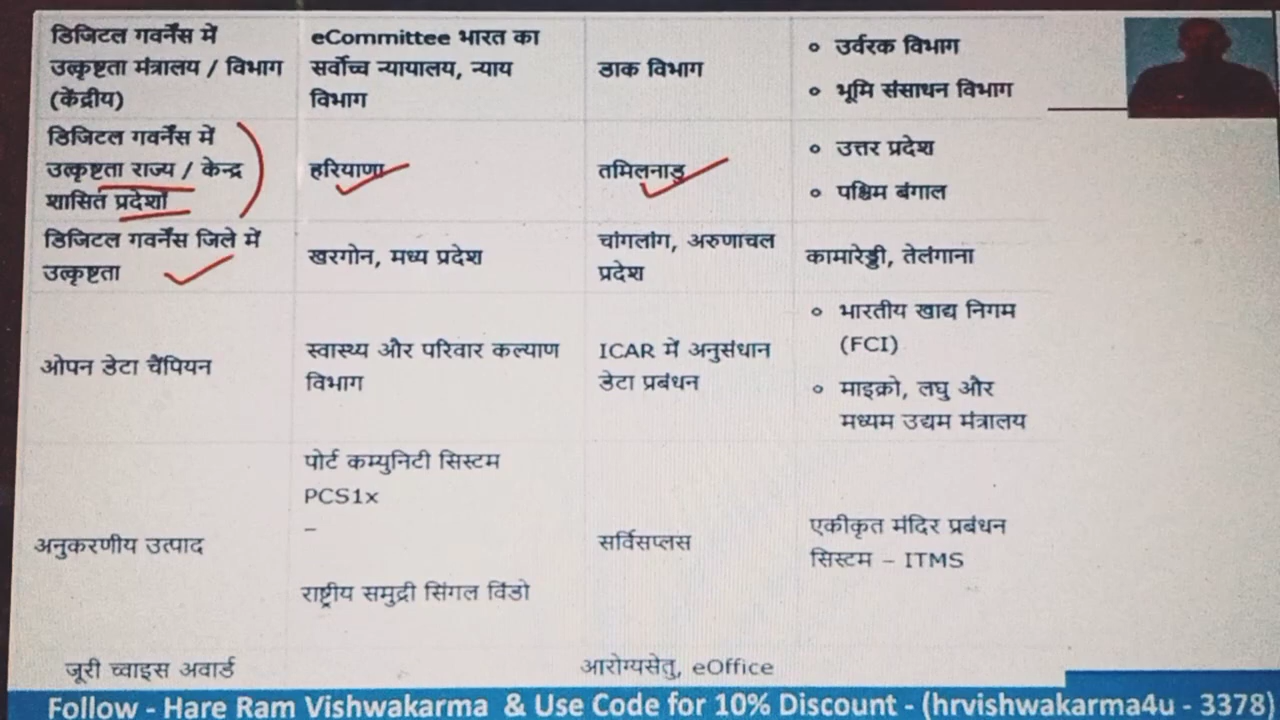 डिजिटल गवर्नेंस में
उत्कृष्टता मंत्रालय / विभाग
(केंद्रीय)
eCommittee भारत का
सर्वोच्च न्यायालय, न्याय
विभाग
डाक विभाग
उर्वरक विभाग
भूमि संसाधन विभाग
डिजिटल गवर्नेंस में
उत्कृष्टता राज्य / केन्द्र
शासित प्रदेशों
हरियाणा
तमिलनाडु
उत्तर प्रदेश
पश्चिम बंगाल
डिजिटल गवर्नेंस जिले में
उत्कृष्टता
खरगोन, मध्य प्रदेश
चांगलांग, अरुणाचल
प्रदेश
कामारेड्डी, तेलंगाना
ओपन डेटा चैंपियन
स्वास्थ्य और परिवार कल्याण
विभाग
ICAR में अनुसंधान
डेटा प्रबंधन
भारतीय खाद्य निगम
(FCI)
माइक्रो, लघु और
मध्यम उद्यम मंत्रालय
अनुकरणीय उत्पाद
पोर्ट कम्युनिटी सिस्टम
PCS1x
–
राष्ट्रीय समुद्री सिंगल विंडो
सर्विसप्लस
एकीकृत मंदिर प्रबंधन
सिस्टम – ITMS
जूरी च्वाइस अवार्ड
आरोग्यसेतु, eOffice
Follow - Hare Ram Vishwakarma & Use Code for 10% Discount - (hrvishwakarma4u - 3378)